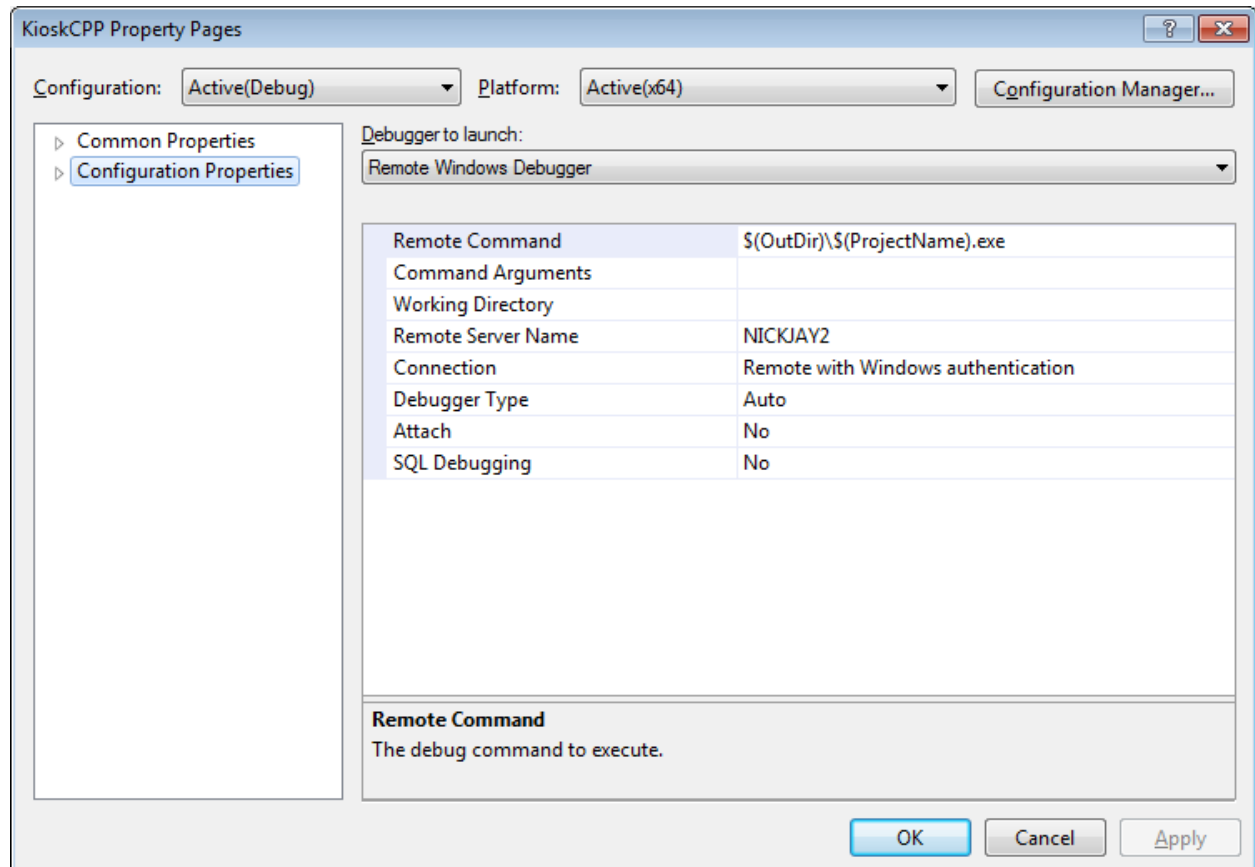 KioskCPP Property Pages
Configuration: Active(Debug) Platform: Active(x64) Configuration Manager...
Common Properties
Configuration Properties
Debugger to launch:
Remote Windows Debugger
Remote Command $(OutDir)\$(ProjectName).exe
Command Arguments
Working Directory
Remote Server Name NICKJAY2
Connection Remote with Windows authentication
Debugger Type Auto
Attach No
SQL Debugging No
Remote Command
The debug command to execute.
OK Cancel Apply